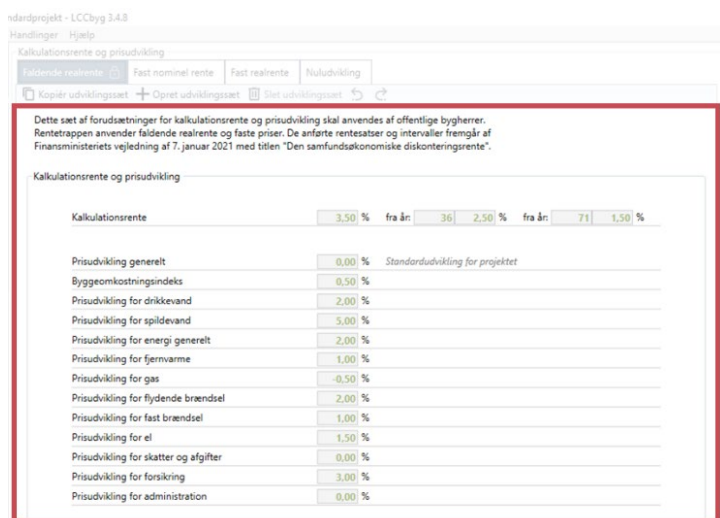 ndardprojekt - LCCbyg 3.4.8
Handlinger Hjælp
Kalkulationsrente og prisudvikling
Faldende realrente Fast nominel rente Fast realrente Nuludvikling
Kopiér udviklingssæt Opret udviklingssæt Slet udviklingssæt
Dette sæt af forudsætninger for kalkulationsrente og prisudvikling skal anvendes af offentlige bygherrer.
Rentetrappen anvender faldende realrente og faste priser. De anførte rentesatser og intervaller fremgår af
Finansministeriets vejledning af 7. januar 2021 med titlen "Den samfundsøkonomiske diskonteringsrente".
Kalkulationsrente og prisudvikling
Kalkulationsrente 3,50 % fra år: 36 2,50 % fra år: 71 1,50 %
Prisudvikling generelt 0,00 % Standardudvikling for projektet
Byggeomkostningsindeks 0,50 %
Prisudvikling for drikkevand 2,00 %
Prisudvikling for spildevand 5,00 %
Prisudvikling for energi generelt 2,00 %
Prisudvikling for fjernvarme 1,00 %
Prisudvikling for gas -0,50 %
Prisudvikling for flydende brændsel 2,00 %
Prisudvikling for fast brændsel 1,00 %
Prisudvikling for el 1,50 %
Prisudvikling for skatter og afgifter 0,00 %
Prisudvikling for forsikring 3,00 %
Prisudvikling for administration 0,00 %